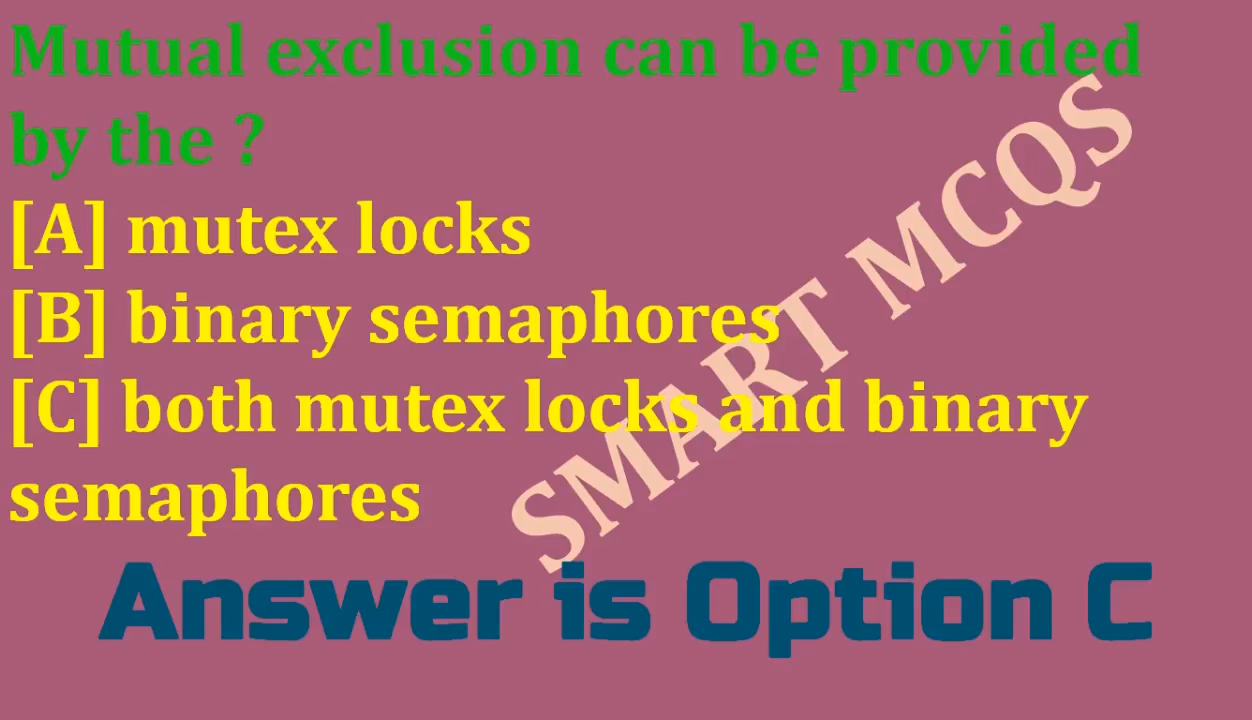 Mutual exclusion can be provided
by the ?
[A] mutex locks
[B] binary semaphores
[C] both mutex locks and binary
semaphores
SMART MCQS
Answer is Option C